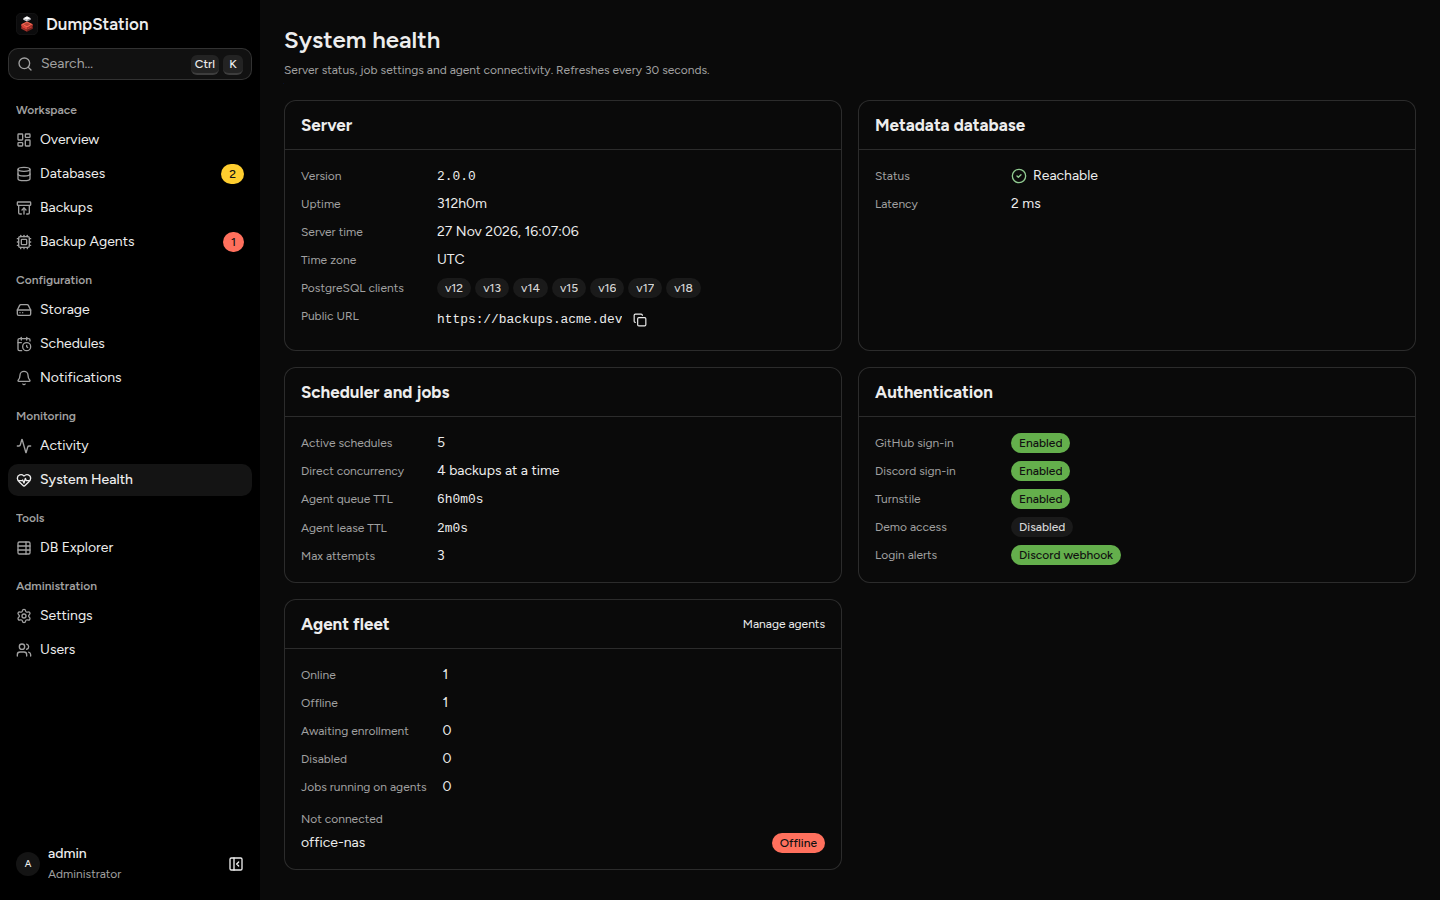 DumpStation
Search...
Ctrl K
Workspace
Overview
Databases 2
Backups
Backup Agents 1
Configuration
Storage
Schedules
Notifications
Monitoring
Activity
System Health
Tools
DB Explorer
Administration
Settings
Users
A
admin
Administrator
System health
Server status, job settings and agent connectivity. Refreshes every 30 seconds.
Server
Version 2.0.0
Uptime 312h0m
Server time 27 Nov 2026, 16:07:06
Time zone UTC
PostgreSQL clients v12 v13 v14 v15 v16 v17 v18
Public URL https://backups.acme.dev
Metadata database
Status Reachable
Latency 2 ms
Scheduler and jobs
Active schedules 5
Direct concurrency 4 backups at a time
Agent queue TTL 6h0m0s
Agent lease TTL 2m0s
Max attempts 3
Authentication
GitHub sign-in Enabled
Discord sign-in Enabled
Turnstile Enabled
Demo access Disabled
Login alerts Discord webhook
Agent fleet Manage agents
Online 1
Offline 1
Awaiting enrollment 0
Disabled 0
Jobs running on agents 0
Not connected
office-nas Offline